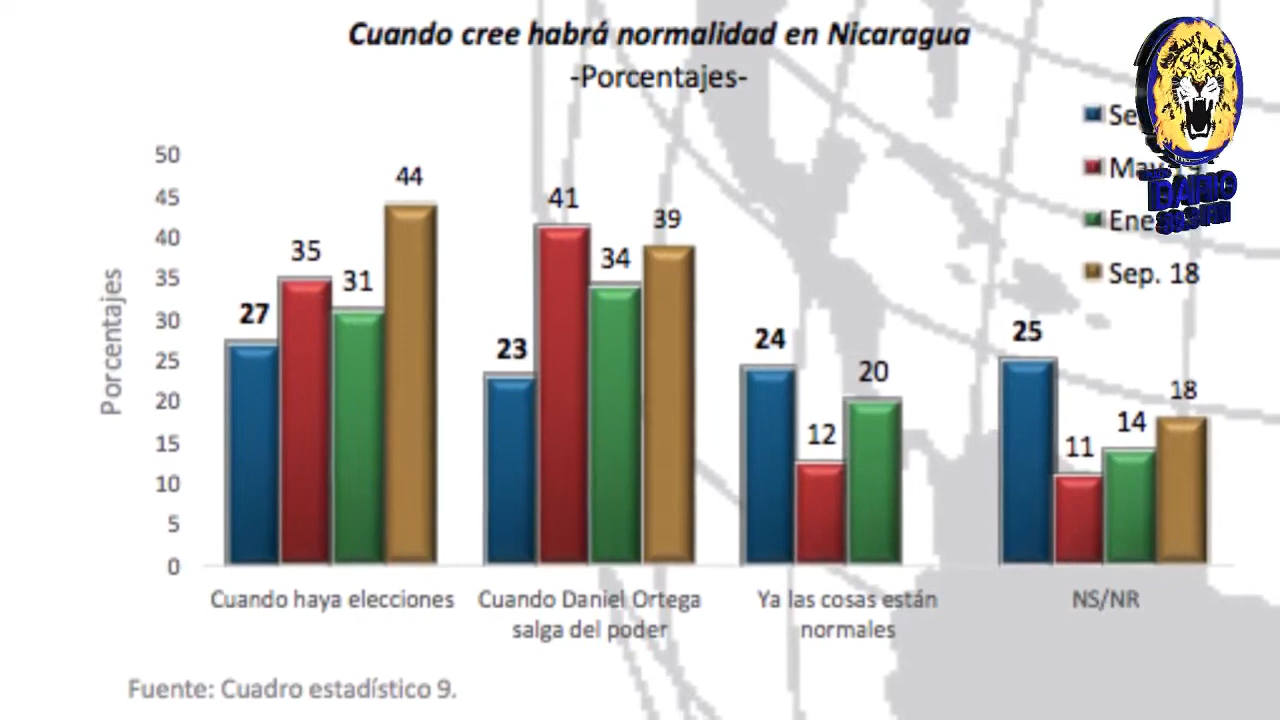 Cuando cree habrá normalidad en Nicaragua
-Porcentajes-
Sep. 18
50
45
40
35
30
25
20
15
10
5
0
Porcentajes
27
35
31
44
23
41
34
39
24
12
20
25
11
14
18
Cuando haya elecciones
Cuando Daniel Ortega
salga del poder
Ya las cosas están
normales
NS/NR
Fuente: Cuadro estadístico 9.
DARIO